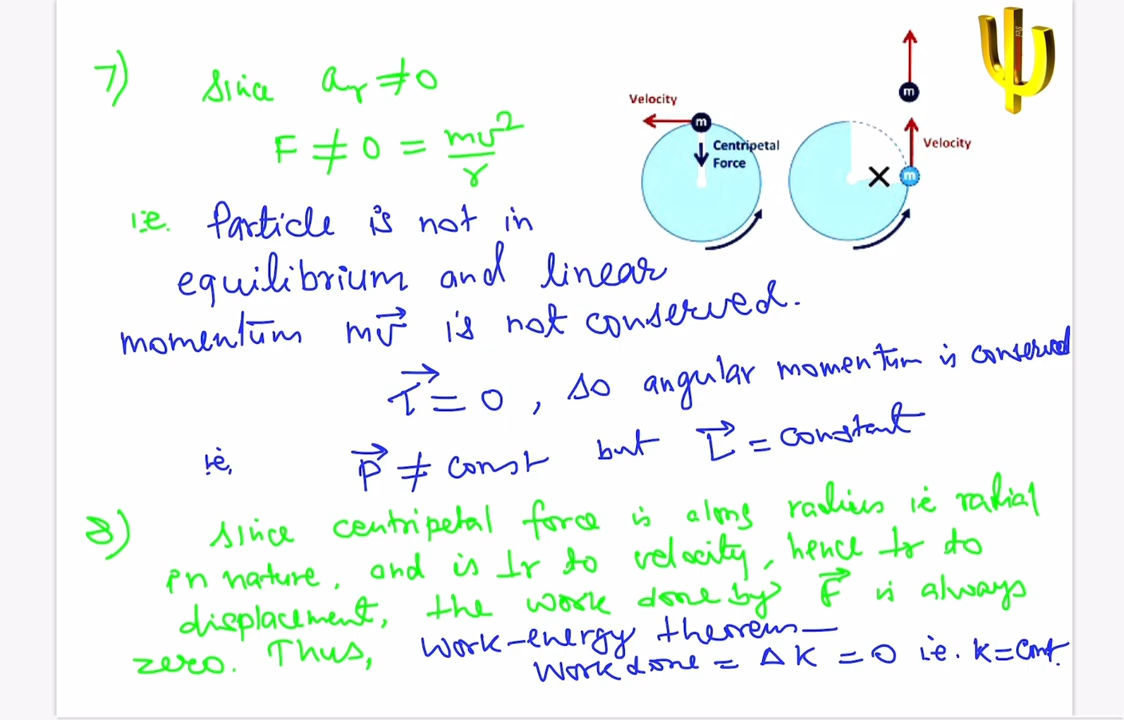 7) Since aᵣ ≠ 0
F ≠ 0 = mv²/r
i.e. Particle is not in
equilibrium and linear
momentum mv⃗ is not conserved.
τ⃗ = 0, so angular momentum is conserved
ie, P⃗ ≠ const but L⃗ = constant
8) Since centripetal force is along radius ie radial
in nature, and is ⊥r to velocity, hence ⊥r to
displacement, the work done by F⃗ is always
zero. Thus, work-energy theorem—
Work done = ΔK = 0 i.e. K = Const.
Velocity
m
Centripetal
Force
m
Velocity
m